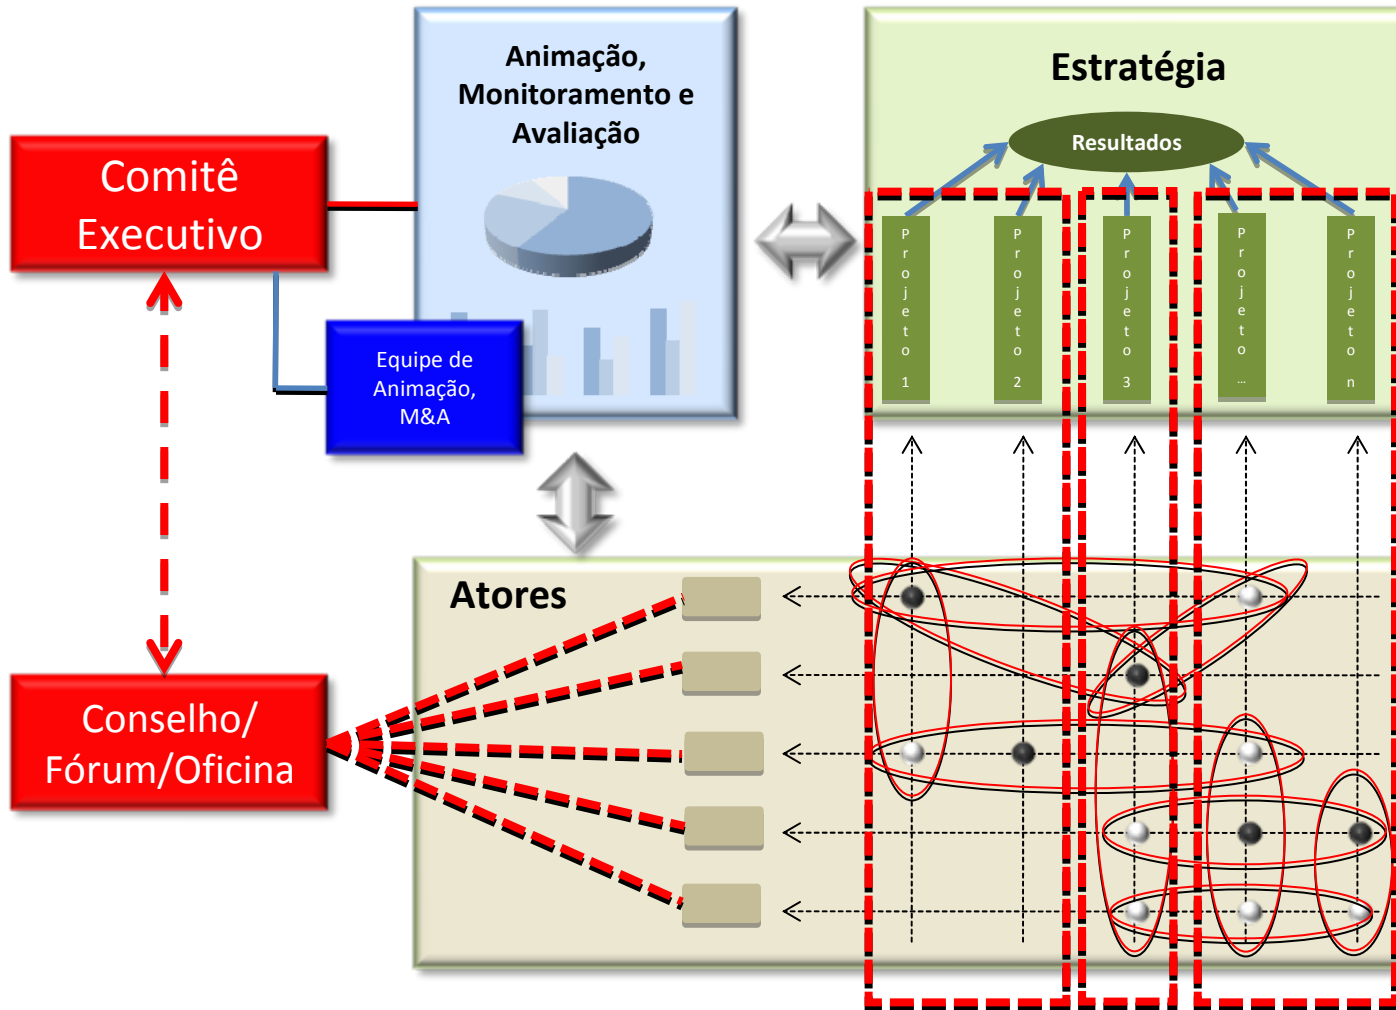 Animação,
Monitoramento e
Avaliação
Estratégia
Resultados
Comitê
Executivo
Projeto 1
Projeto 2
Projeto 3
Projeto ...
Projeto n
Equipe de
Animação,
M&A
Atores
Conselho/
Fórum/Oficina